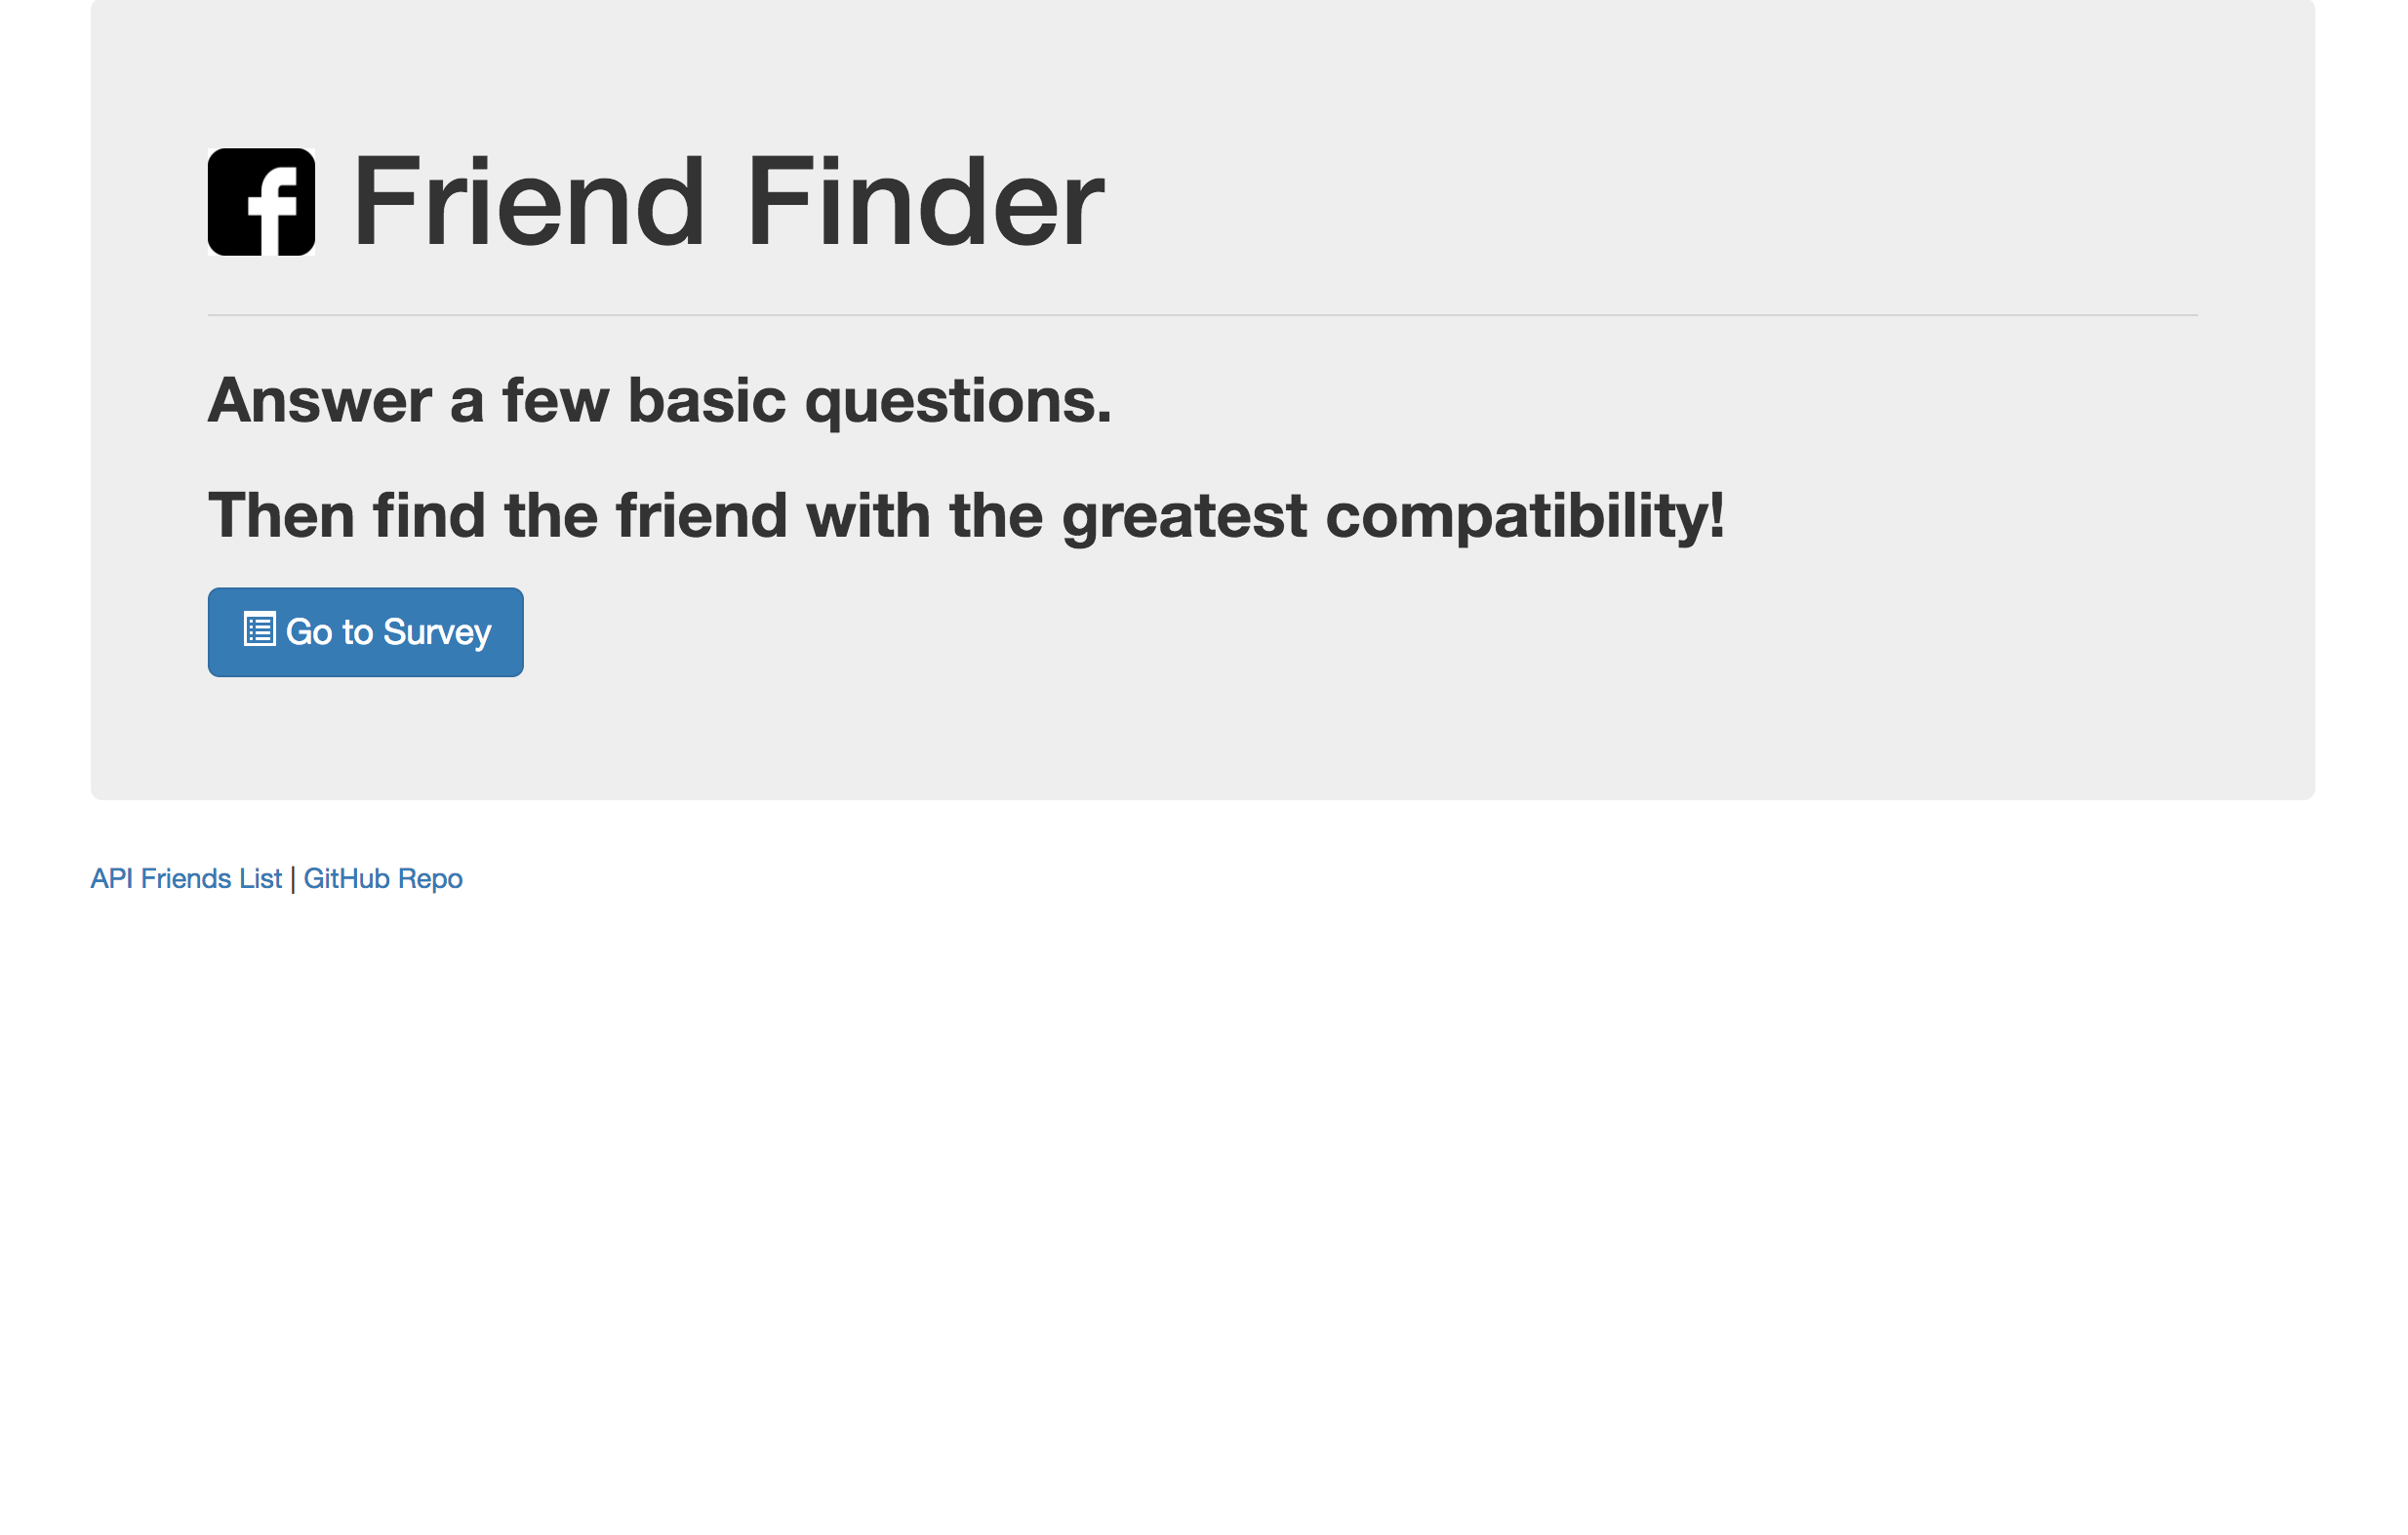 f Friend Finder
Answer a few basic questions.
Then find the friend with the greatest compatibility!
Go to Survey
API Friends List | GitHub Repo